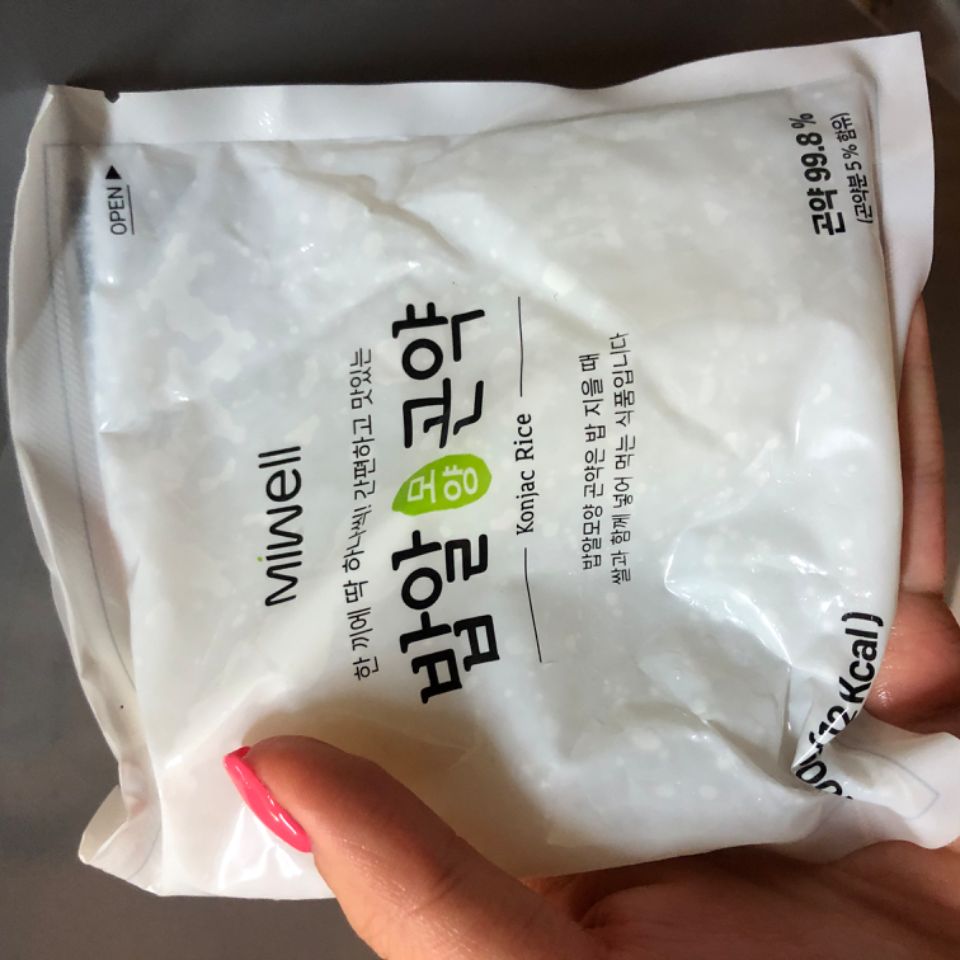 OPEN ▶
Miwell
한 끼에 딱 하나씩! 간편하고 맛있는
밥알 모양 곤약
Konjac Rice
밥알모양 곤약은 밥 지을 때
쌀과 함께 넣어 먹는 식품입니다
곤약 99.8%
(곤약분 5% 함유)
(12 Kcal)